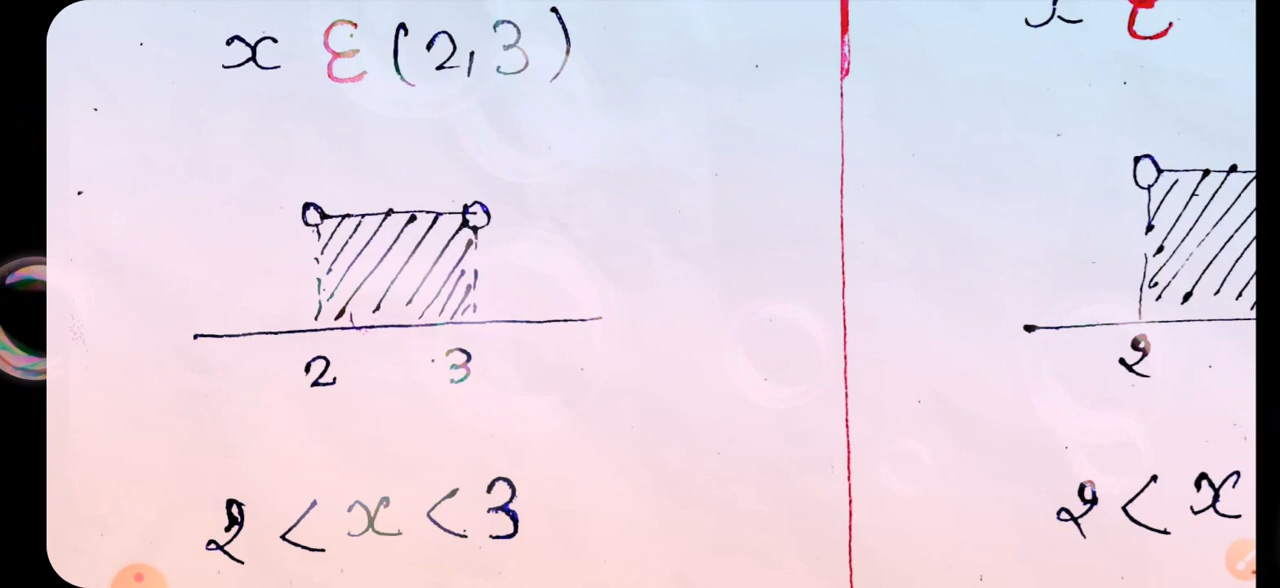 x ε (2,3)
2 3
2 < x < 3
x ε
2
2 < x